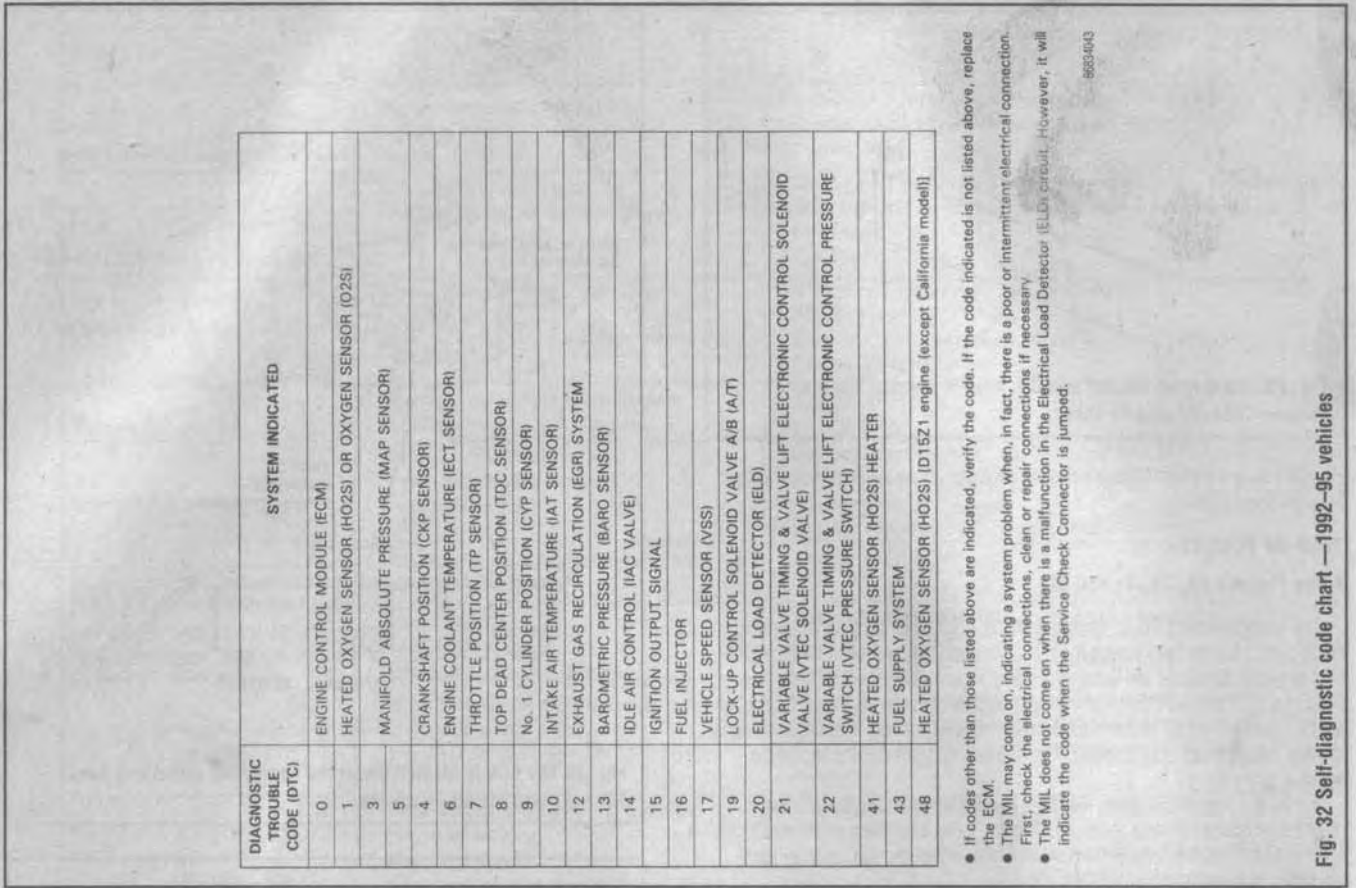 DIAGNOSTIC
TROUBLE
CODE (DTC)
SYSTEM INDICATED
0 ENGINE CONTROL MODULE (ECM)
1 HEATED OXYGEN SENSOR (HO2S) OR OXYGEN SENSOR (O2S)
3
MANIFOLD ABSOLUTE PRESSURE (MAP SENSOR)
5
4 CRANKSHAFT POSITION (CKP SENSOR)
6 ENGINE COOLANT TEMPERATURE (ECT SENSOR)
7 THROTTLE POSITION (TP SENSOR)
8 TOP DEAD CENTER POSITION (TDC SENSOR)
9 No. 1 CYLINDER POSITION (CYP SENSOR)
10 INTAKE AIR TEMPERATURE (IAT SENSOR)
12 EXHAUST GAS RECIRCULATION (EGR) SYSTEM
13 BAROMETRIC PRESSURE (BARO SENSOR)
14 IDLE AIR CONTROL (IAC VALVE)
15 IGNITION OUTPUT SIGNAL
16 FUEL INJECTOR
17 VEHICLE SPEED SENSOR (VSS)
19 LOCK-UP CONTROL SOLENOID VALVE A/B (A/T)
20 ELECTRICAL LOAD DETECTOR (ELD)
21 VARIABLE VALVE TIMING & VALVE LIFT ELECTRONIC CONTROL SOLENOID
VALVE (VTEC SOLENOID VALVE)
22 VARIABLE VALVE TIMING & VALVE LIFT ELECTRONIC CONTROL PRESSURE
SWITCH (VTEC PRESSURE SWITCH)
41 HEATED OXYGEN SENSOR (HO2S) HEATER
43 FUEL SUPPLY SYSTEM
48 HEATED OXYGEN SENSOR (HO2S) [D15Z1 engine (except California model)]
● If codes other than those listed above are indicated, verify the code. If the code indicated is not listed above, replace
the ECM.
● The MIL may come on, indicating a system problem when, in fact, there is a poor or intermittent electrical connection.
First, check the electrical connections, clean or repair connections if necessary.
● The MIL does not come on when there is a malfunction in the Electrical Load Detector (ELD) circuit. However, it will
indicate the code when the Service Check Connector is jumped.
86834043
Fig. 32 Self-diagnostic code chart—1992–95 vehicles